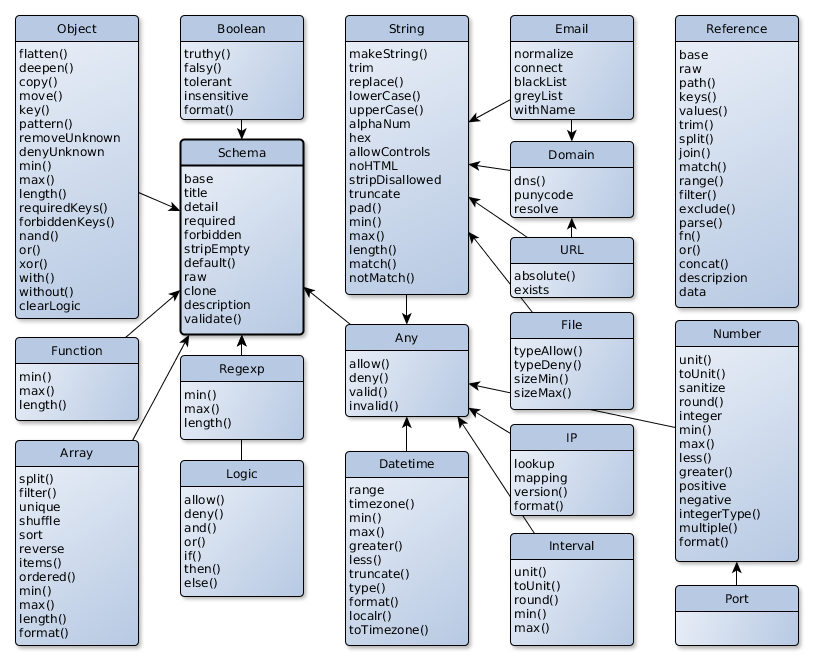 Object
flatten()
deepen()
copy()
move()
key()
pattern()
removeUnknown
denyUnknown
min()
max()
length()
requiredKeys()
forbiddenKeys()
nand()
or()
xor()
with()
without()
clearLogic
Function
min()
max()
length()
Array
split()
filter()
unique
shuffle
sort
reverse
items()
ordered()
min()
max()
length()
format()
Boolean
truthy()
falsy()
tolerant
insensitive
format()
Schema
base
title
detail
required
forbidden
stripEmpty
default()
raw
clone
description
validate()
Regexp
min()
max()
length()
Logic
allow()
deny()
and()
or()
if()
then()
else()
String
makeString()
trim
replace()
lowerCase()
upperCase()
alphaNum
hex
allowControls
noHTML
stripDisallowed
truncate
pad()
min()
max()
length()
match()
notMatch()
Any
allow()
deny()
valid()
invalid()
Datetime
range
timezone()
min()
max()
greater()
less()
truncate()
type()
format()
localr()
toTimezone()
Email
normalize
connect
blackList
greyList
withName
Domain
dns()
punycode
resolve
URL
absolute()
exists
File
typeAllow()
typeDeny()
sizeMin()
sizeMax()
IP
lookup
mapping
version()
format()
Interval
unit()
toUnit()
round()
min()
max()
Reference
base
raw
path()
keys()
values()
trim()
split()
join()
match()
range()
filter()
exclude()
parse()
fn()
or()
concat()
descripzion
data
Number
unit()
toUnit()
sanitize
round()
integer
min()
max()
less()
greater()
positive
negative
integerType()
multiple()
format()
Port